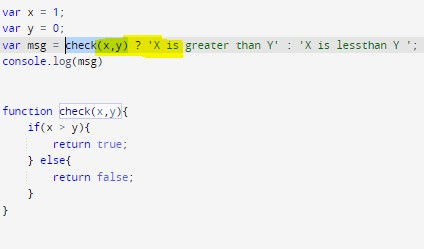 var x = 1;
var y = 0;
var msg = check(x,y) ? 'X is greater than Y' : 'X is lessthan Y ';
console.log(msg)
function check(x,y){
if(x > y){
return true;
} else{
return false;
}
}